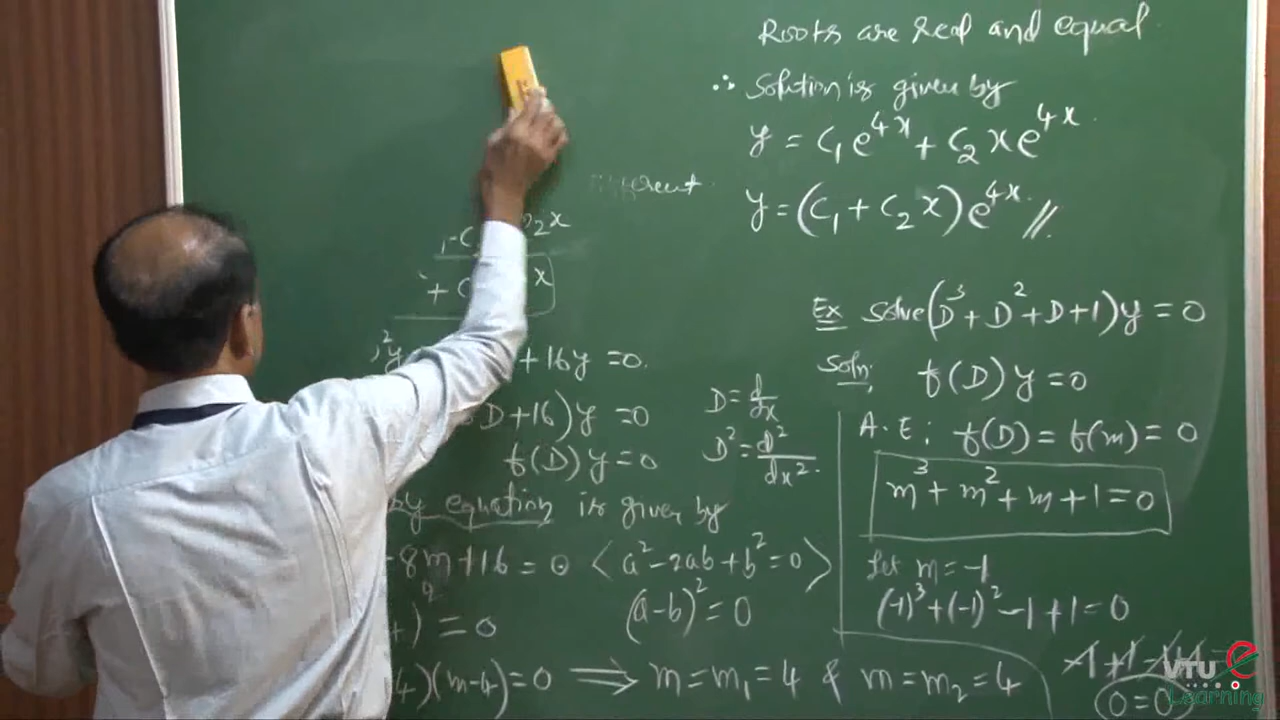 Roots are real and equal
∴ Solution is given by
y = C₁e^{4x} + C₂xe^{4x}.
y = (C₁ + C₂x)e^{4x}. //
2x
+ C x
²y + 16y = 0.
D + 16)y = 0
f(D)y = 0
D = d/dx
D² = d²/dx².
equation is given by
-8m + 16 = 0 <a² - 2ab + b² = 0>
) = 0 (a-b)² = 0
4)(m-4) = 0 ⟹ m = m₁ = 4 & m = m₂ = 4
Ex Solve (D³ + D² + D + 1)y = 0
Soln: f(D)y = 0
A.E: f(D) = f(m) = 0
m³ + m² + m + 1 = 0
Let m = -1
(-1)³ + (-1)² - 1 + 1 = 0
0 = 0
VTU e
Learning